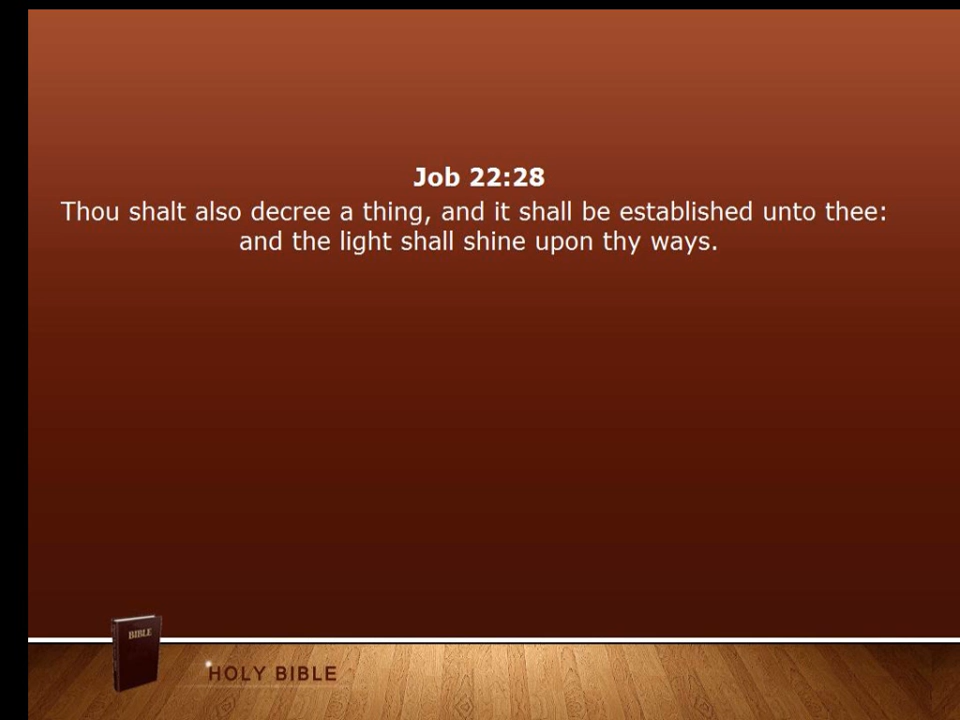 Job 22:28
Thou shalt also decree a thing, and it shall be established unto thee:
and the light shall shine upon thy ways.
BIBLE
HOLY BIBLE